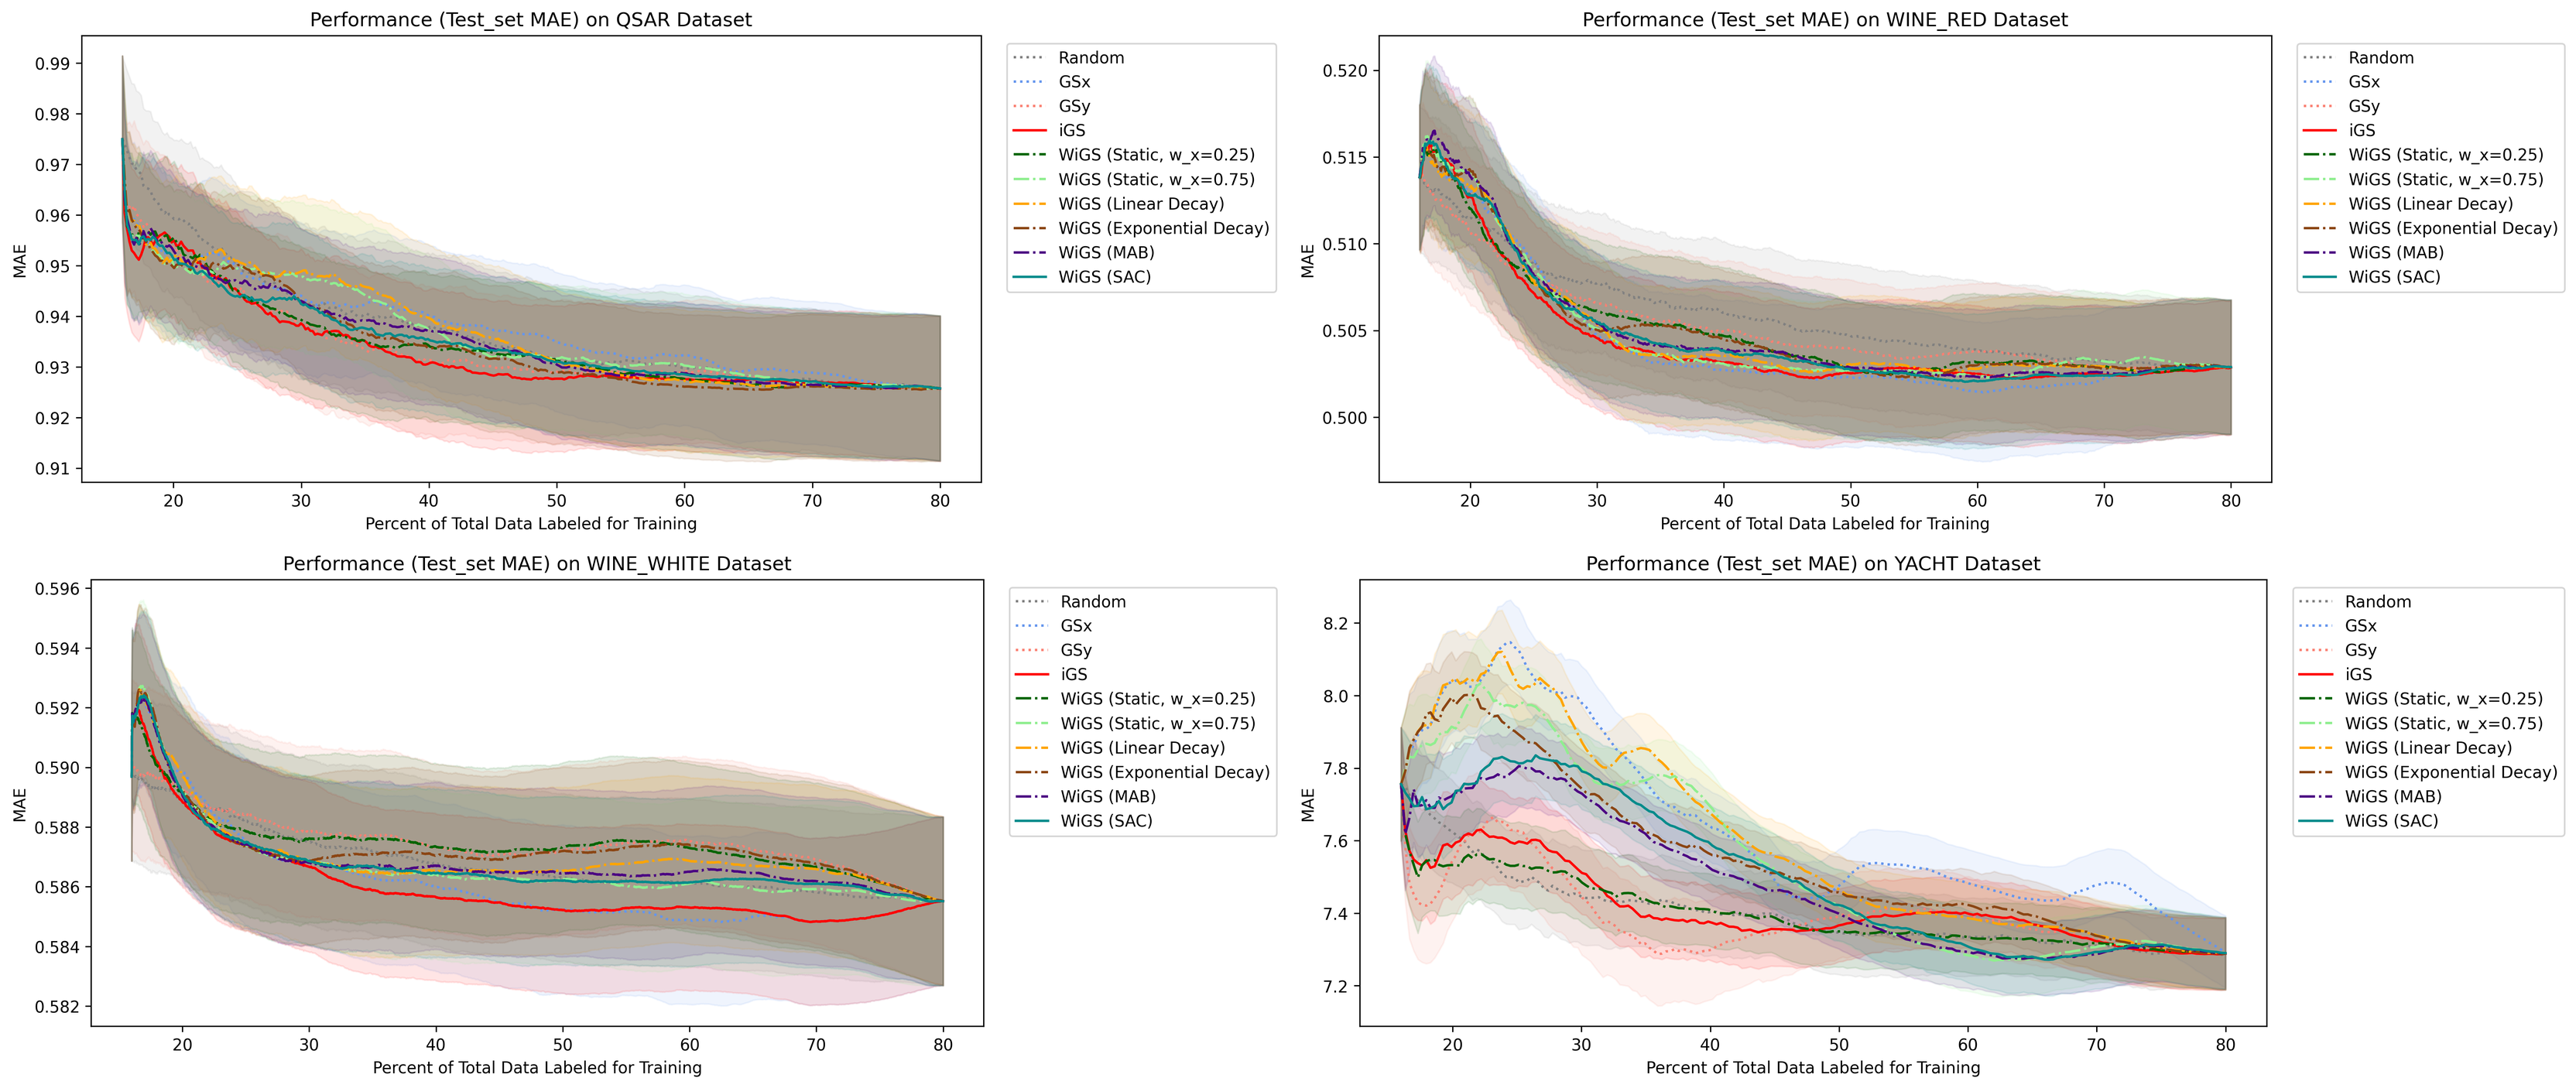 Performance (Test_set MAE) on QSAR Dataset
MAE
0.99
0.98
0.97
0.96
0.95
0.94
0.93
0.92
0.91
20 30 40 50 60 70 80
Percent of Total Data Labeled for Training
Random
GSx
GSy
iGS
WiGS (Static, w_x=0.25)
WiGS (Static, w_x=0.75)
WiGS (Linear Decay)
WiGS (Exponential Decay)
WiGS (MAB)
WiGS (SAC)
Performance (Test_set MAE) on WINE_RED Dataset
MAE
0.520
0.515
0.510
0.505
0.500
20 30 40 50 60 70 80
Percent of Total Data Labeled for Training
Random
GSx
GSy
iGS
WiGS (Static, w_x=0.25)
WiGS (Static, w_x=0.75)
WiGS (Linear Decay)
WiGS (Exponential Decay)
WiGS (MAB)
WiGS (SAC)
Performance (Test_set MAE) on WINE_WHITE Dataset
MAE
0.596
0.594
0.592
0.590
0.588
0.586
0.584
0.582
20 30 40 50 60 70 80
Percent of Total Data Labeled for Training
Random
GSx
GSy
iGS
WiGS (Static, w_x=0.25)
WiGS (Static, w_x=0.75)
WiGS (Linear Decay)
WiGS (Exponential Decay)
WiGS (MAB)
WiGS (SAC)
Performance (Test_set MAE) on YACHT Dataset
MAE
8.2
8.0
7.8
7.6
7.4
7.2
20 30 40 50 60 70 80
Percent of Total Data Labeled for Training
Random
GSx
GSy
iGS
WiGS (Static, w_x=0.25)
WiGS (Static, w_x=0.75)
WiGS (Linear Decay)
WiGS (Exponential Decay)
WiGS (MAB)
WiGS (SAC)